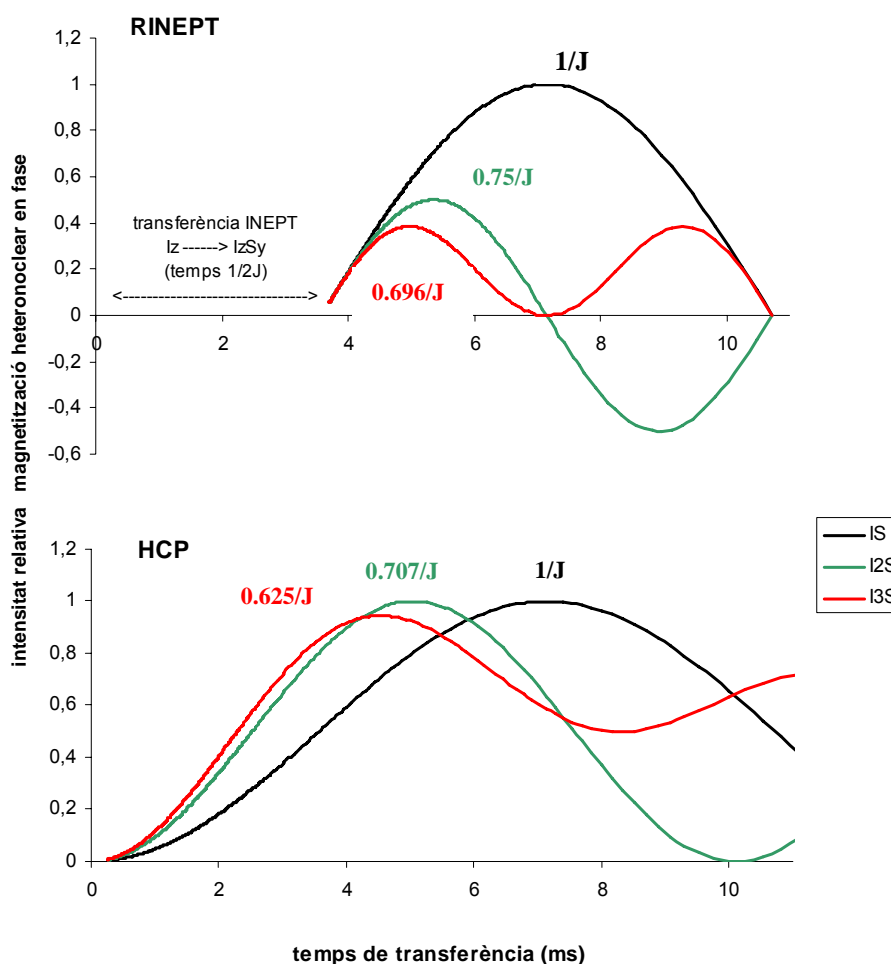 RINEPT
1,2
1
0,8
0,6
0,4
0,2
0
-0,2
-0,4
-0,6
0
2
4
6
8
10
1/J
0.75/J
0.696/J
transferència INEPT
Iz ------> IzSy
(temps 1/2J)
<------------------------------->
intensitat relativa magnetització heteronoclear en fase
HCP
1,2
1
0,8
0,6
0,4
0,2
0
0
2
4
6
8
10
0.625/J
0.707/J
1/J
IS
I2S
I3S
temps de transferència (ms)